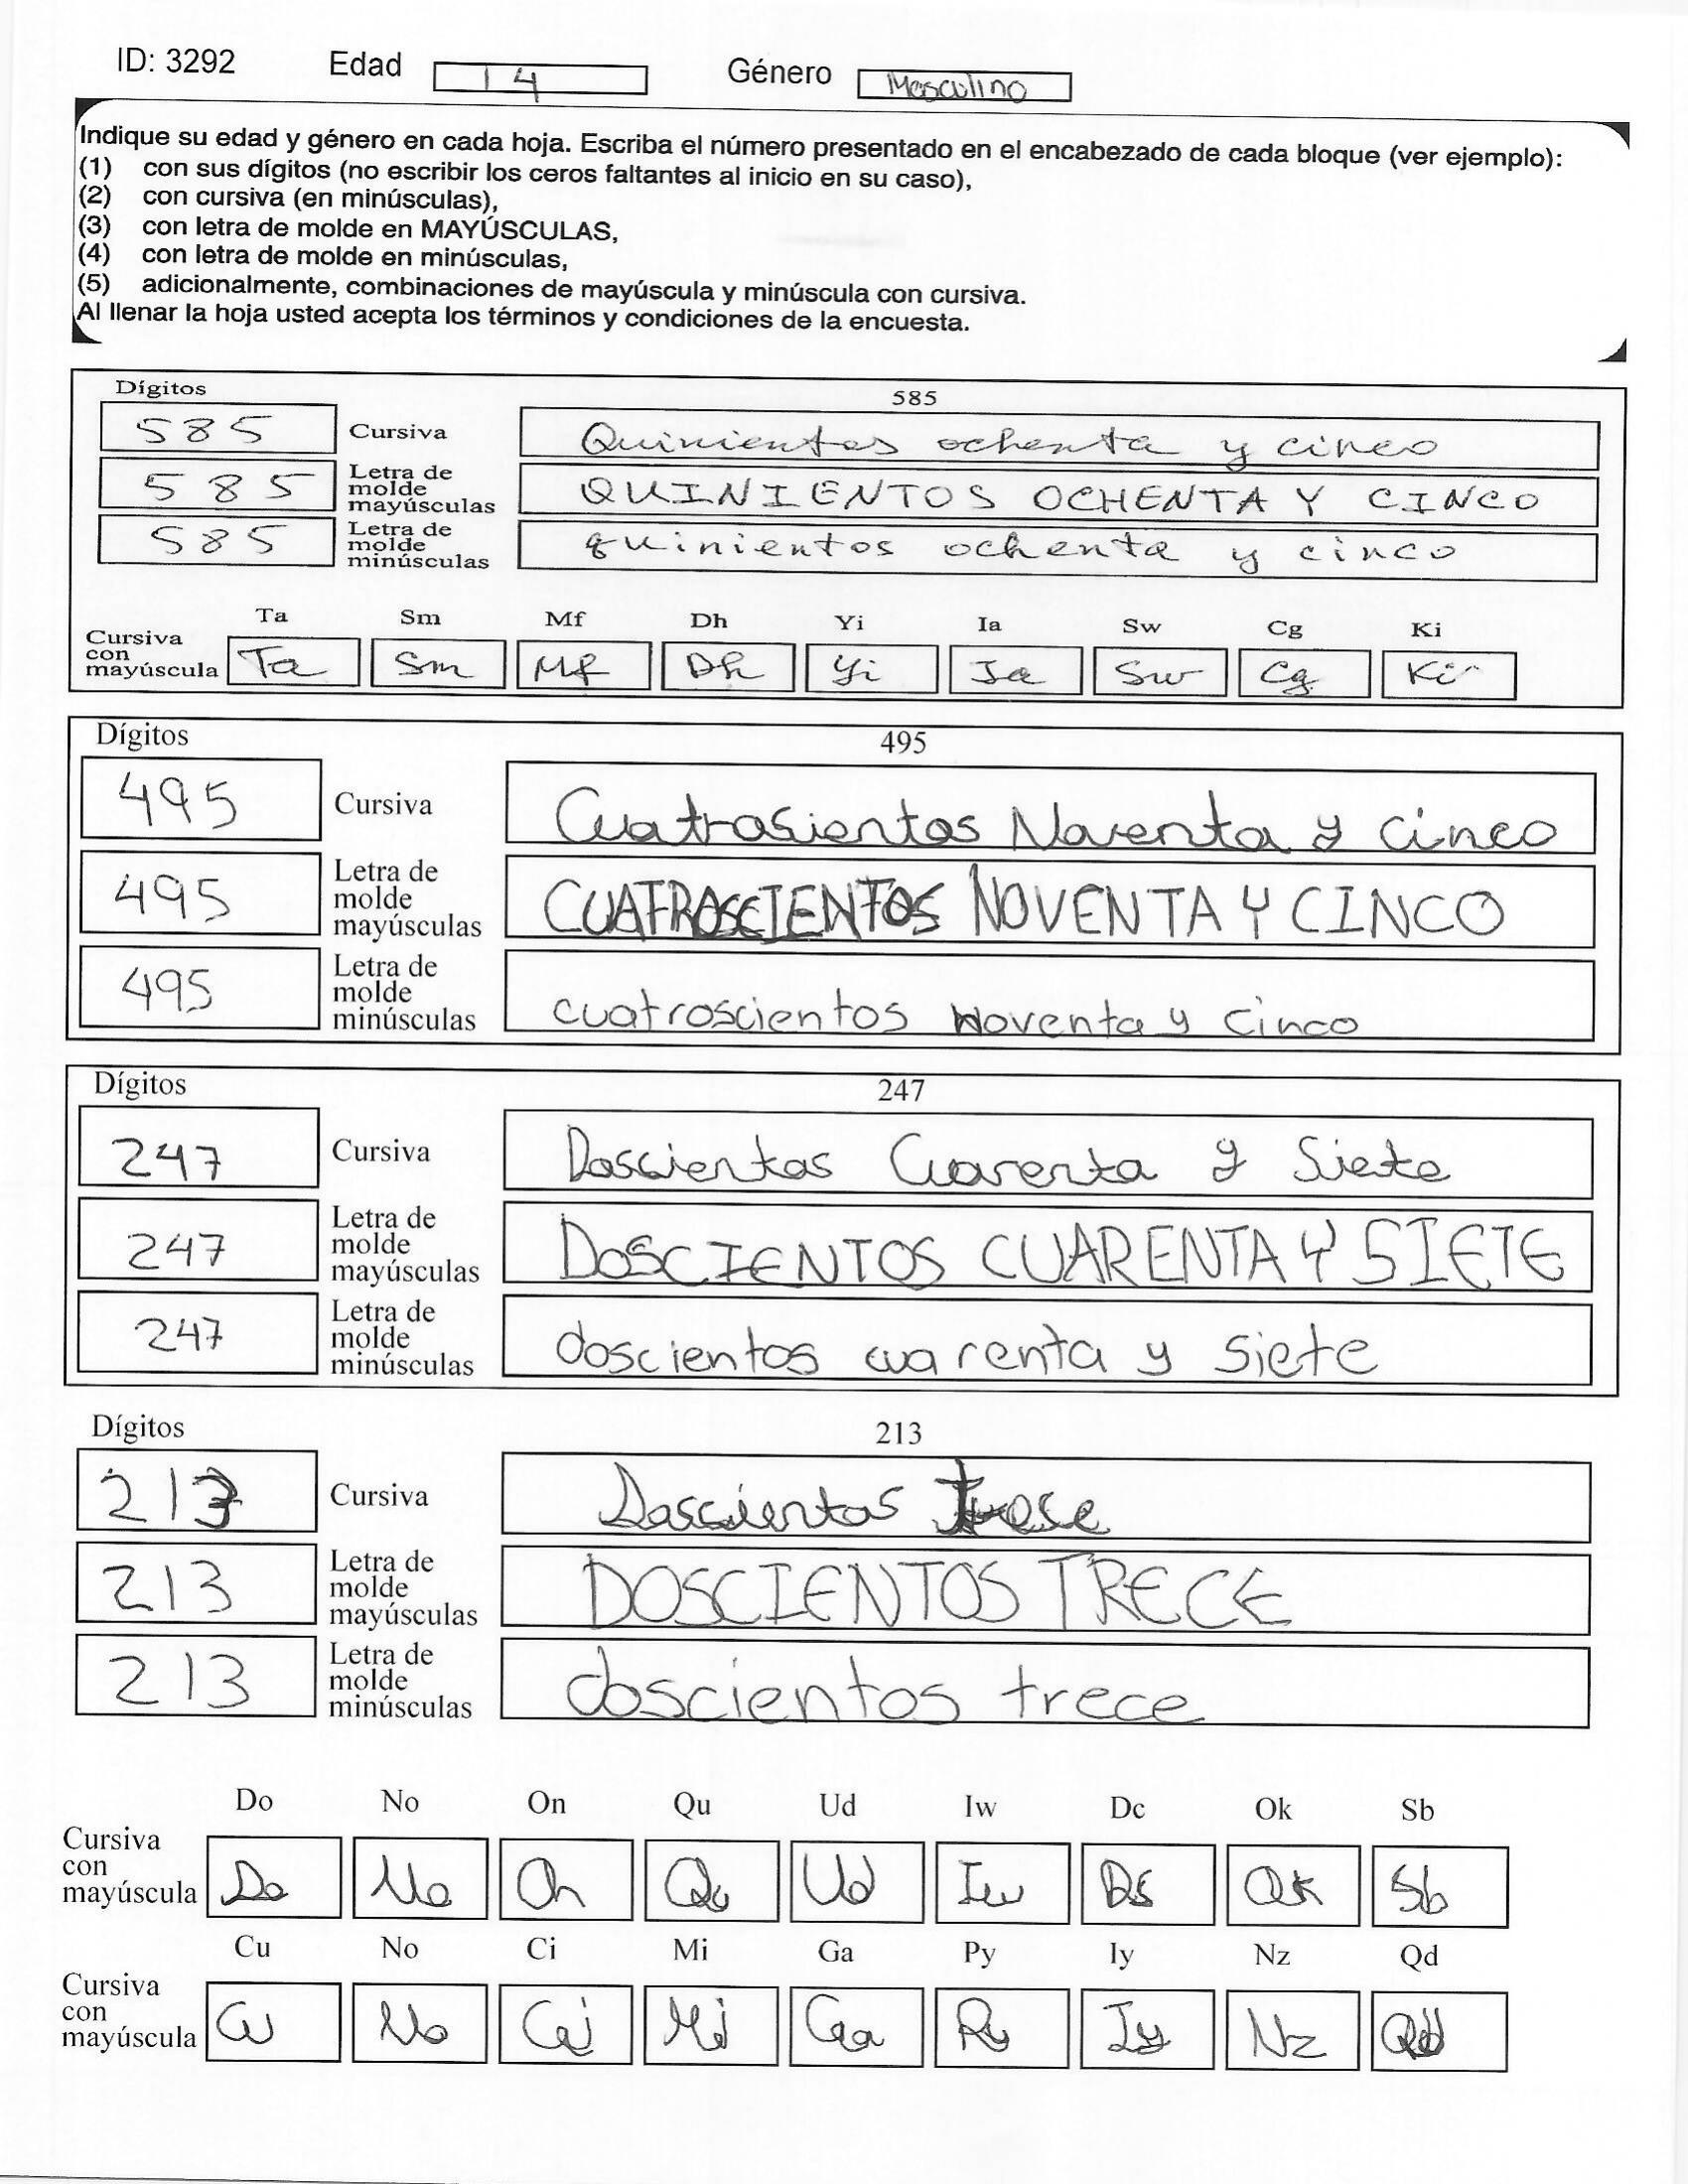 ID: 3292 Edad 14 Género Masculino
Indique su edad y género en cada hoja. Escriba el número presentado en el encabezado de cada bloque (ver ejemplo):
(1) con sus dígitos (no escribir los ceros faltantes al inicio en su caso),
(2) con cursiva (en minúsculas),
(3) con letra de molde en MAYÚSCULAS,
(4) con letra de molde en minúsculas,
(5) adicionalmente, combinaciones de mayúscula y minúscula con cursiva.
Al llenar la hoja usted acepta los términos y condiciones de la encuesta.
Dígitos 585
585 Cursiva Quinientos ochenta y cinco
585 Letra de molde mayúsculas QUINIENTOS OCHENTA Y CINCO
585 Letra de molde minúsculas quinientos ochenta y cinco
Ta Sm Mf Dh Yi Ia Sw Cg Ki
Cursiva con mayúscula Ta Sm Mf Dh Yi Ia Sw Cg Ki
Dígitos 495
495 Cursiva Cuatrosientos Noventa y cinco
495 Letra de molde mayúsculas CUATROSCIENTOS NOVENTA Y CINCO
495 Letra de molde minúsculas cuatroscientos noventa y cinco
Dígitos 247
247 Cursiva Doscientos Cuarenta y Siete
247 Letra de molde mayúsculas DOSCIENTOS CUARENTA Y SIETE
247 Letra de molde minúsculas doscientos cuarenta y siete
Dígitos 213
213 Cursiva Doscientos trese
213 Letra de molde mayúsculas DOSCIENTOS TRECE
213 Letra de molde minúsculas doscientos trece
Do No On Qu Ud Iw Dc Ok Sb
Cursiva con mayúscula Do No On Qu Ud Iw Ds Ok Sb
Cu No Ci Mi Ga Py Iy Nz Qd
Cursiva con mayúscula Cu No Ci Mi Ga Py Iy Nz Qd